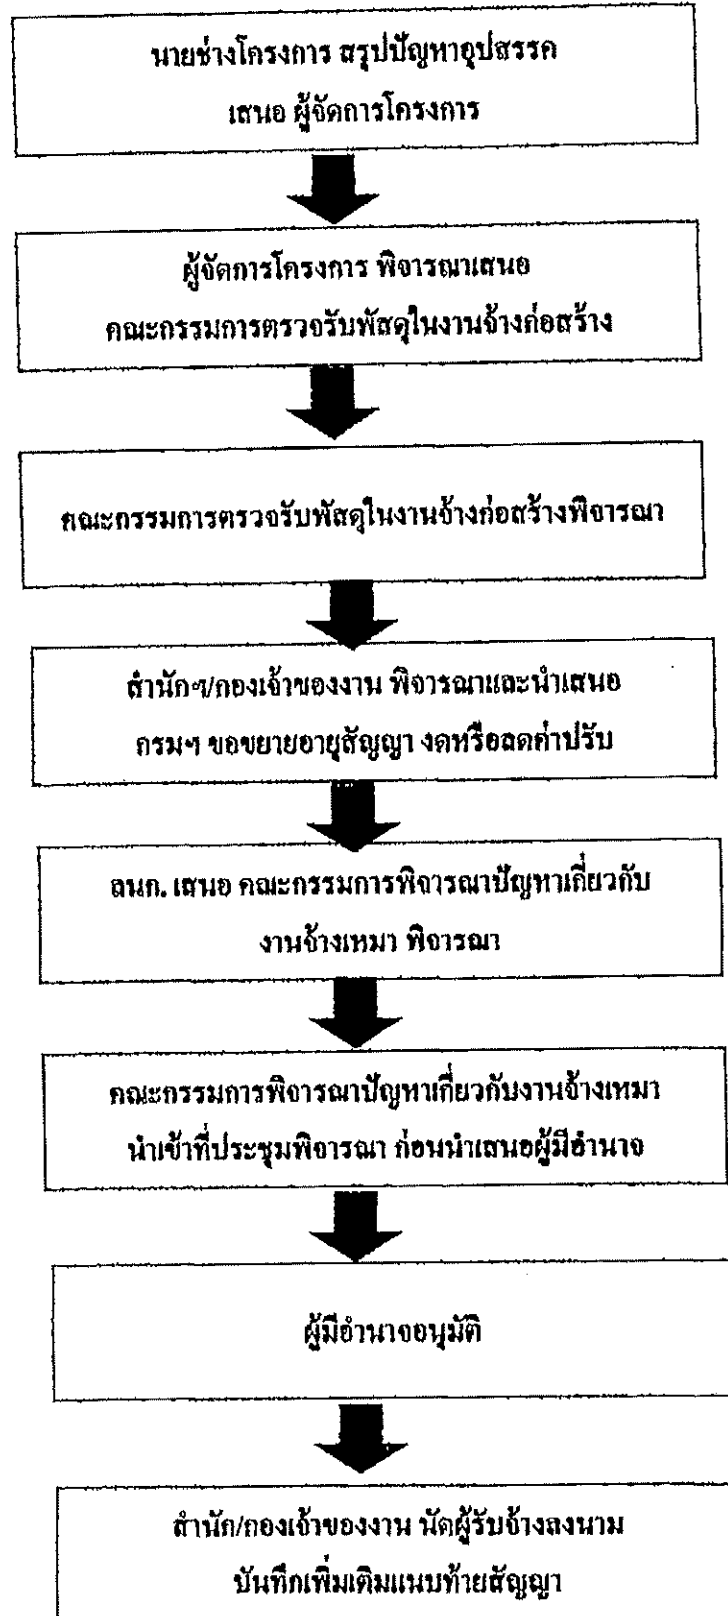 นายช่างโครงการ สรุปปัญหาอุปสรรค
เสนอ ผู้จัดการโครงการ
ผู้จัดการโครงการ พิจารณาเสนอ
คณะกรรมการตรวจรับพัสดุในงานจ้างก่อสร้าง
คณะกรรมการตรวจรับพัสดุในงานจ้างก่อสร้างพิจารณา
สำนักฯ/กองเจ้าของงาน พิจารณาและนำเสนอ
กรมฯ ขอขยายอายุสัญญา งดหรือลดค่าปรับ
ลนก. เสนอ คณะกรรมการพิจารณาปัญหาเกี่ยวกับ
งานจ้างเหมา พิจารณา
คณะกรรมการพิจารณาปัญหาเกี่ยวกับงานจ้างเหมา
นำเข้าที่ประชุมพิจารณา ก่อนนำเสนอผู้มีอำนาจ
ผู้มีอำนาจอนุมัติ
สำนัก/กองเจ้าของงาน นัดผู้รับจ้างลงนาม
บันทึกเพิ่มเติมแนบท้ายสัญญา